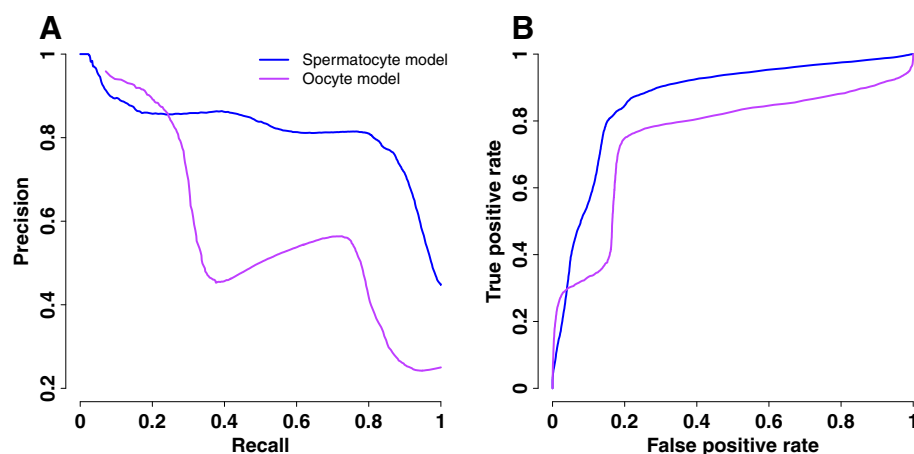 A
B
Spermatocyte model
Oocyte model
Precision
1
0.8
0.6
0.4
0.2
0 0.2 0.4 0.6 0.8 1
Recall
True positive rate
1
0.8
0.6
0.4
0.2
0
0 0.2 0.4 0.6 0.8 1
False positive rate